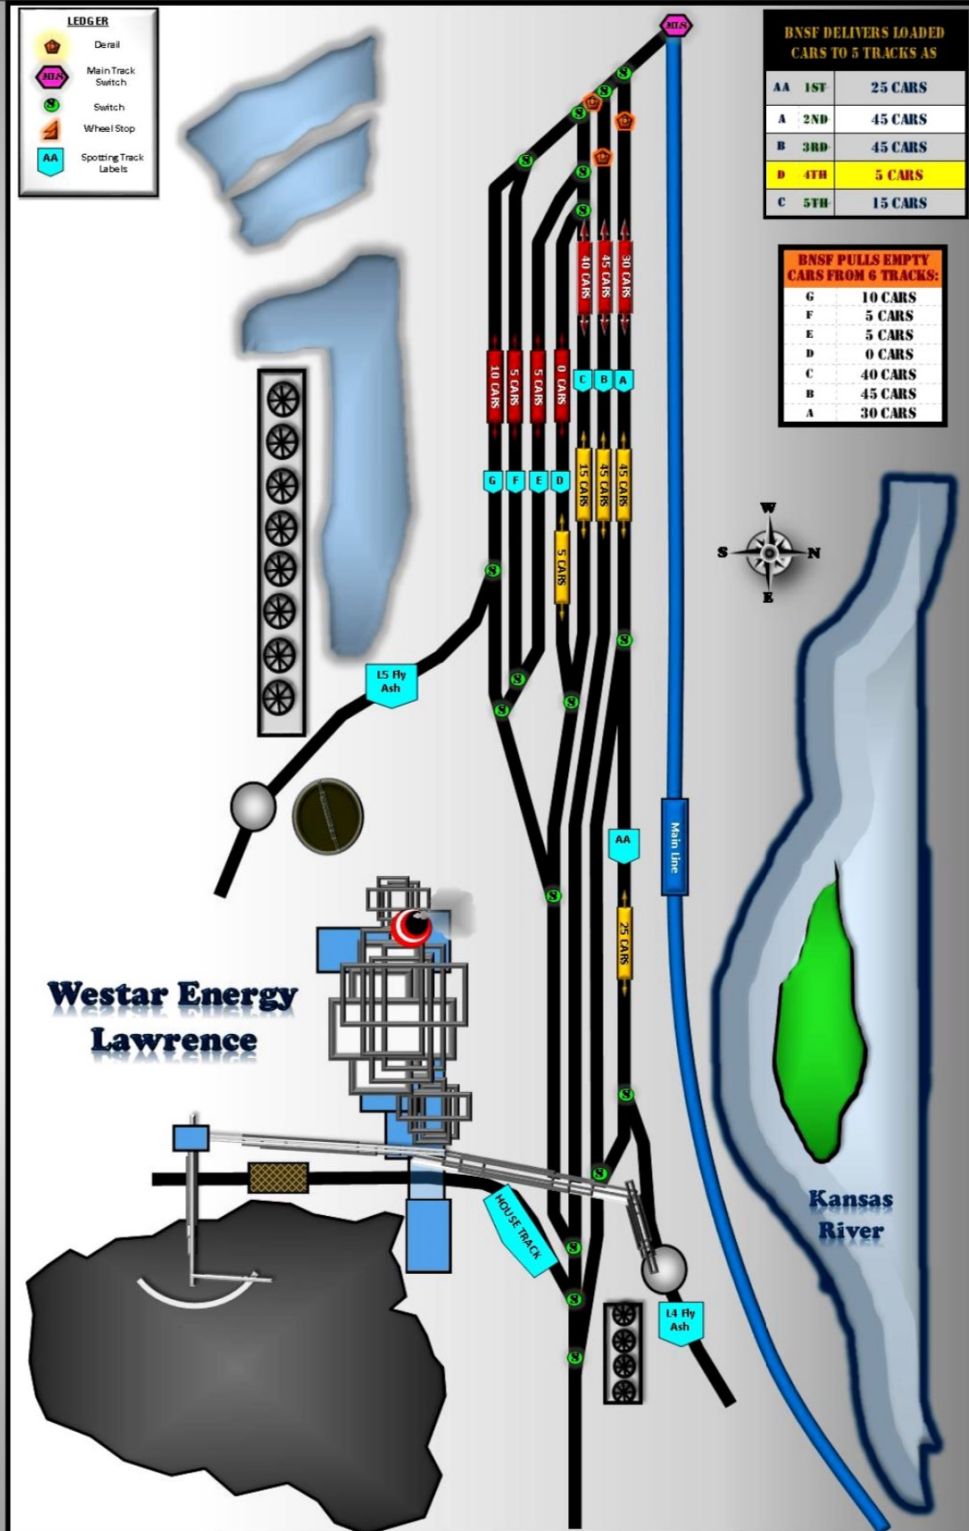 LEDGER
Derail
MLS
Main Track
Switch
S
Switch
Wheel Stop
AA
Spotting Track
Labels
MLS
BNSF DELIVERS LOADED
CARS TO 5 TRACKS AS
AA 1ST 25 CARS
A 2ND 45 CARS
B 3RD 45 CARS
D 4TH 5 CARS
C 5TH 15 CARS
BNSF PULLS EMPTY
CARS FROM 6 TRACKS:
G 10 CARS
F 5 CARS
E 5 CARS
D 0 CARS
C 40 CARS
B 45 CARS
A 30 CARS
S
S
S
S
S
S
40 CARS
45 CARS
30 CARS
10 CARS
5 CARS
5 CARS
0 CARS
C
B
A
G
F
E
D
15 CARS
45 CARS
45 CARS
5 CARS
W
S
N
E
S
S
S
S
S
L5 Fly
Ash
AA
Main Line
S
25 CARS
Westar Energy
Lawrence
S
S
HOUSE TRACK
Kansas
River
S
S
L4 Fly
Ash
S